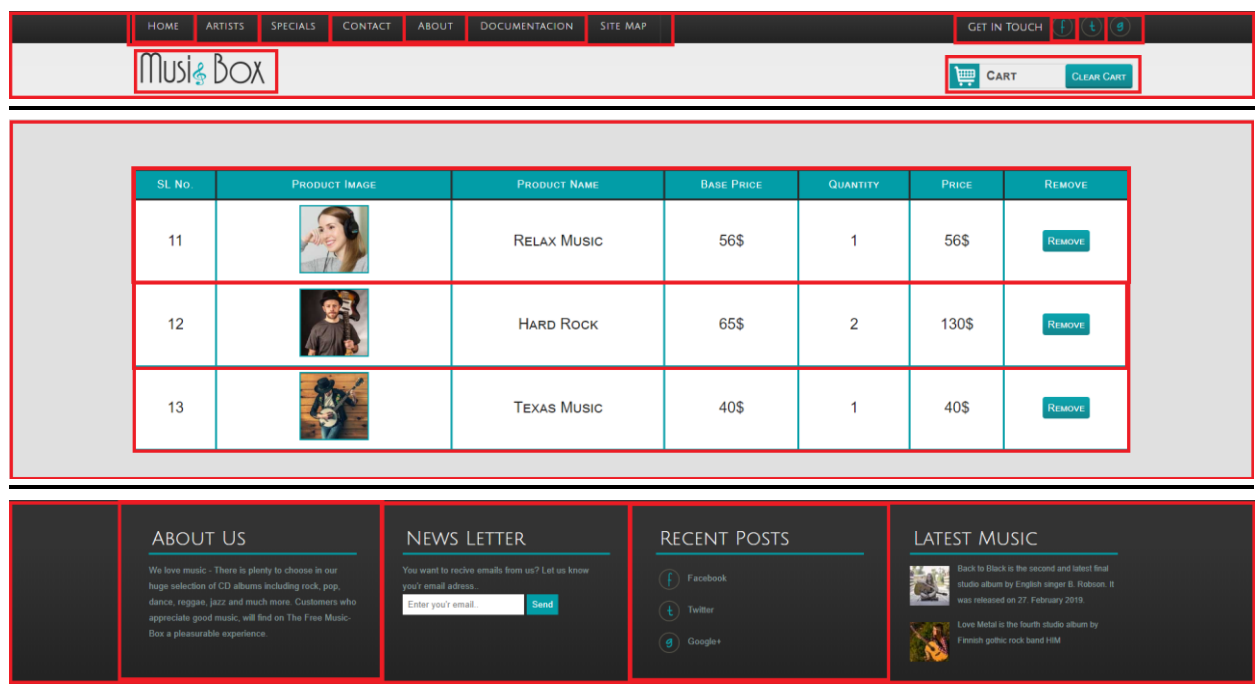 Home Artists Specials Contact About Documentacion Site Map Get In Touch f t g
Musi Box Cart Clear Cart
SL No. Product Image Product Name Base Price Quantity Price Remove
11 Relax Music 56$ 1 56$ Remove
12 Hard Rock 65$ 2 130$ Remove
13 Texas Music 40$ 1 40$ Remove
About Us
We love music - There is plenty to choose in our
huge selection of CD albums including rock, pop,
dance, reggae, jazz and much more. Customers who
appreciate good music, will find on The Free Music-
Box a pleasurable experience.
News Letter
You want to recive emails from us? Let us know
you'r email adress..
Enter you'r email.. Send
Recent Posts
f Facebook
t Twitter
g Google+
Latest Music
Back to Black is the second and latest final
studio album by English singer B. Robson. It
was released on 27. February 2019.
Love Metal is the fourth studio album by
Finnish gothic rock band HIM